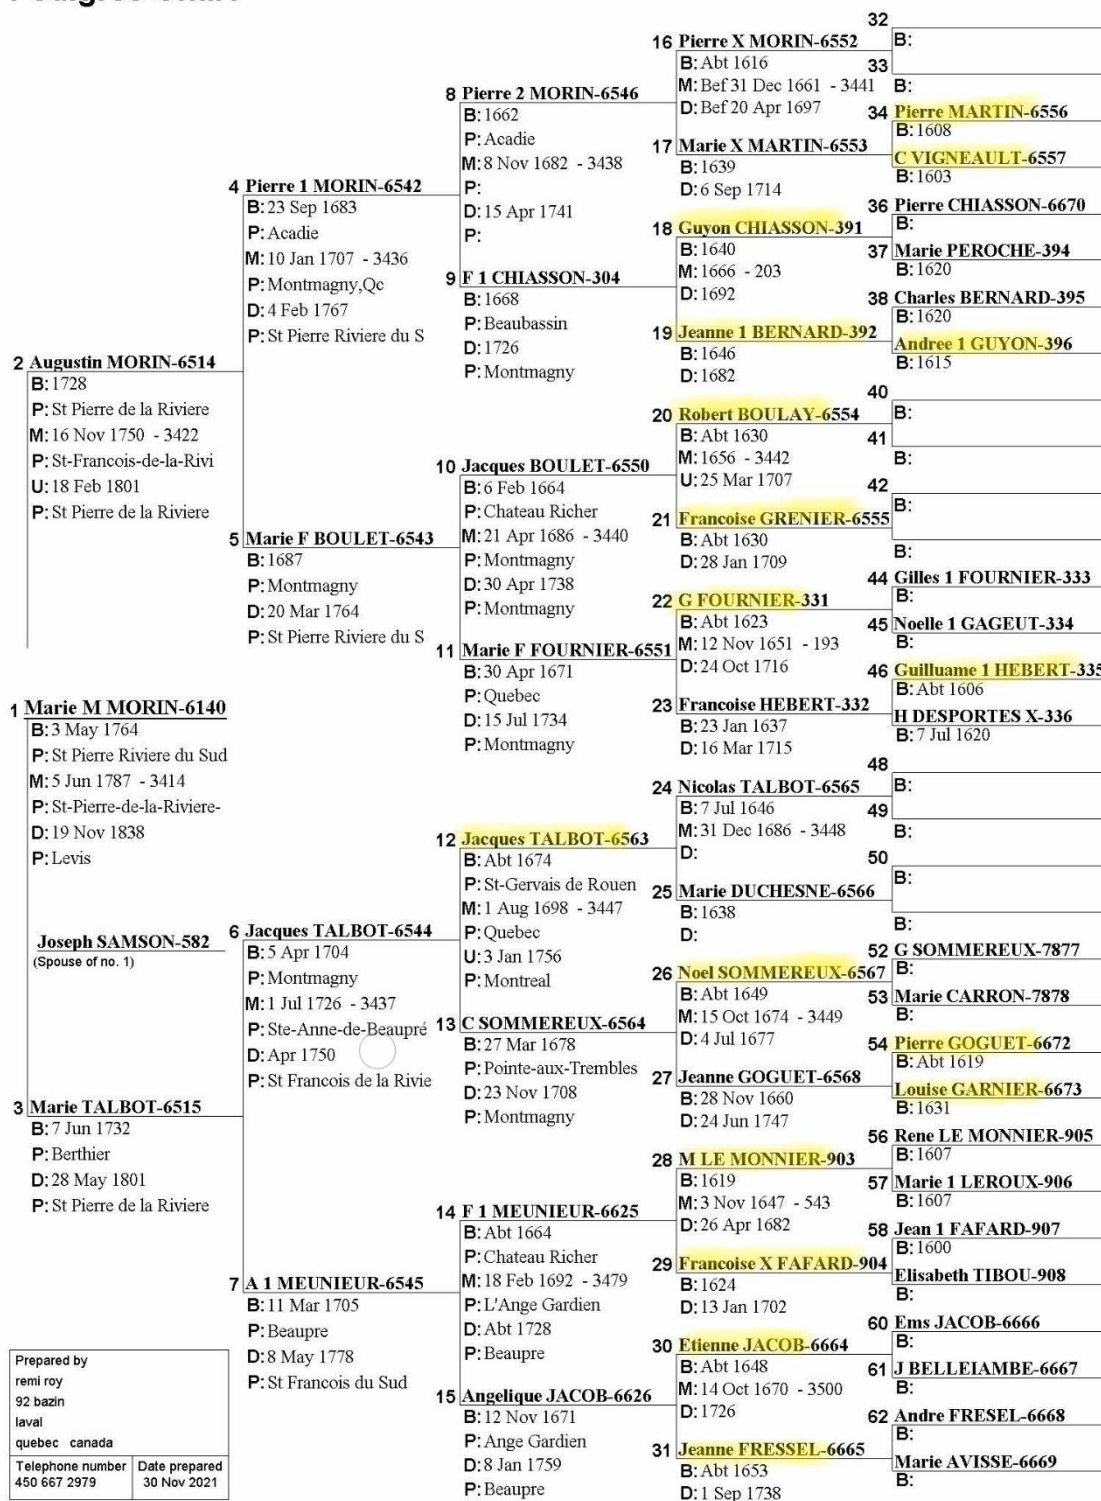 32
B:
16 Pierre X MORIN-6552
B: Abt 1616
M: Bef 31 Dec 1661 - 3441
D: Bef 20 Apr 1697
33
B:
8 Pierre 2 MORIN-6546
B: 1662
P: Acadie
M: 8 Nov 1682 - 3438
P:
D: 15 Apr 1741
P:
34 Pierre MARTIN-6556
B: 1608
17 Marie X MARTIN-6553
B: 1639
D: 6 Sep 1714
C VIGNEAULT-6557
B: 1603
4 Pierre 1 MORIN-6542
B: 23 Sep 1683
P: Acadie
M: 10 Jan 1707 - 3436
P: Montmagny,Qc
D: 4 Feb 1767
P: St Pierre Riviere du S
36 Pierre CHIASSON-6670
B:
18 Guyon CHIASSON-391
B: 1640
M: 1666 - 203
D: 1692
37 Marie PEROCHE-394
B: 1620
9 F 1 CHIASSON-304
B: 1668
P: Beaubassin
D: 1726
P: Montmagny
38 Charles BERNARD-395
B: 1620
19 Jeanne 1 BERNARD-392
B: 1646
D: 1682
Andree 1 GUYON-396
B: 1615
2 Augustin MORIN-6514
B: 1728
P: St Pierre de la Riviere
M: 16 Nov 1750 - 3422
P: St-Francois-de-la-Rivi
U: 18 Feb 1801
P: St Pierre de la Riviere
40
B:
20 Robert BOULAY-6554
B: Abt 1630
M: 1656 - 3442
U: 25 Mar 1707
41
B:
10 Jacques BOULET-6550
B: 6 Feb 1664
P: Chateau Richer
M: 21 Apr 1686 - 3440
P: Montmagny
D: 30 Apr 1738
P: Montmagny
42
B:
21 Francoise GRENIER-6555
B: Abt 1630
D: 28 Jan 1709
B:
5 Marie F BOULET-6543
B: 1687
P: Montmagny
D: 20 Mar 1764
P: St Pierre Riviere du S
44 Gilles 1 FOURNIER-333
B:
22 G FOURNIER-331
B: Abt 1623
M: 12 Nov 1651 - 193
D: 24 Oct 1716
45 Noelle 1 GAGEUT-334
B:
11 Marie F FOURNIER-6551
B: 30 Apr 1671
P: Quebec
D: 15 Jul 1734
P: Montmagny
46 Guilluame 1 HEBERT-335
B: Abt 1606
23 Francoise HEBERT-332
B: 23 Jan 1637
D: 16 Mar 1715
H DESPORTES X-336
B: 7 Jul 1620
1 Marie M MORIN-6140
B: 3 May 1764
P: St Pierre Riviere du Sud
M: 5 Jun 1787 - 3414
P: St-Pierre-de-la-Riviere-
D: 19 Nov 1838
P: Levis
Joseph SAMSON-582
(Spouse of no. 1)
48
B:
24 Nicolas TALBOT-6565
B: 7 Jul 1646
M: 31 Dec 1686 - 3448
D:
49
B:
12 Jacques TALBOT-6563
B: Abt 1674
P: St-Gervais de Rouen
M: 1 Aug 1698 - 3447
P: Quebec
U: 3 Jan 1756
P: Montreal
50
B:
25 Marie DUCHESNE-6566
B: 1638
D:
B:
6 Jacques TALBOT-6544
B: 5 Apr 1704
P: Montmagny
M: 1 Jul 1726 - 3437
P: Ste-Anne-de-Beaupré
D: Apr 1750
P: St Francois de la Rivie
52 G SOMMEREUX-7877
B:
26 Noel SOMMEREUX-6567
B: Abt 1649
M: 15 Oct 1674 - 3449
D: 4 Jul 1677
53 Marie CARRON-7878
B:
13 C SOMMEREUX-6564
B: 27 Mar 1678
P: Pointe-aux-Trembles
D: 23 Nov 1708
P: Montmagny
54 Pierre GOGUET-6672
B: Abt 1619
27 Jeanne GOGUET-6568
B: 28 Nov 1660
D: 24 Jun 1747
Louise GARNIER-6673
B: 1631
3 Marie TALBOT-6515
B: 7 Jun 1732
P: Berthier
D: 28 May 1801
P: St Pierre de la Riviere
56 Rene LE MONNIER-905
B: 1607
28 M LE MONNIER-903
B: 1619
M: 3 Nov 1647 - 543
D: 26 Apr 1682
57 Marie 1 LEROUX-906
B: 1607
14 F 1 MEUNIEUR-6625
B: Abt 1664
P: Chateau Richer
M: 18 Feb 1692 - 3479
P: L'Ange Gardien
D: Abt 1728
P: Beaupre
58 Jean 1 FAFARD-907
B: 1600
29 Francoise X FAFARD-904
B: 1624
D: 13 Jan 1702
Elisabeth TIBOU-908
B:
7 A 1 MEUNIEUR-6545
B: 11 Mar 1705
P: Beaupre
D: 8 May 1778
P: St Francois du Sud
60 Ems JACOB-6666
B:
30 Etienne JACOB-6664
B: Abt 1648
M: 14 Oct 1670 - 3500
D: 1726
61 J BELLEIAMBE-6667
B:
15 Angelique JACOB-6626
B: 12 Nov 1671
P: Ange Gardien
D: 8 Jan 1759
P: Beaupre
62 Andre FRESEL-6668
B:
31 Jeanne FRESSEL-6665
B: Abt 1653
D: 1 Sep 1738
Marie AVISSE-6669
B:
Prepared by
remi roy
92 bazin
laval
quebec canada
Telephone number
450 667 2979
Date prepared
30 Nov 2021